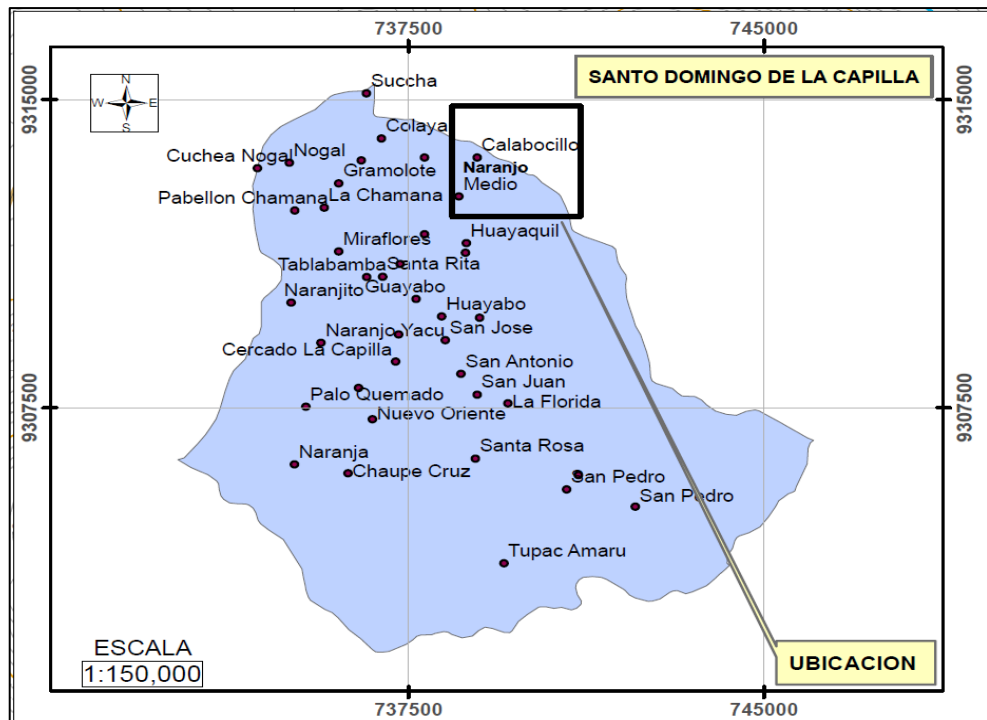 737500
745000
SANTO DOMINGO DE LA CAPILLA
9315000
9315000
N
W
E
S
Succha
Colaya
Calabocillo
Nogal
Cuchea Nogal
Gramolote
Naranjo
Medio
La Chamana
Pabellon Chamana
Huayaquil
Miraflores
Tablabamba
Santa Rita
Naranjito
Guayabo
Huayabo
Naranjo Yacu
San Jose
Cercado La Capilla
San Antonio
San Juan
Palo Quemado
La Florida
9307500
9307500
Nuevo Oriente
Santa Rosa
Naranja
Chaupe Cruz
San Pedro
San Pedro
Tupac Amaru
ESCALA
1:150,000
UBICACION
737500
745000